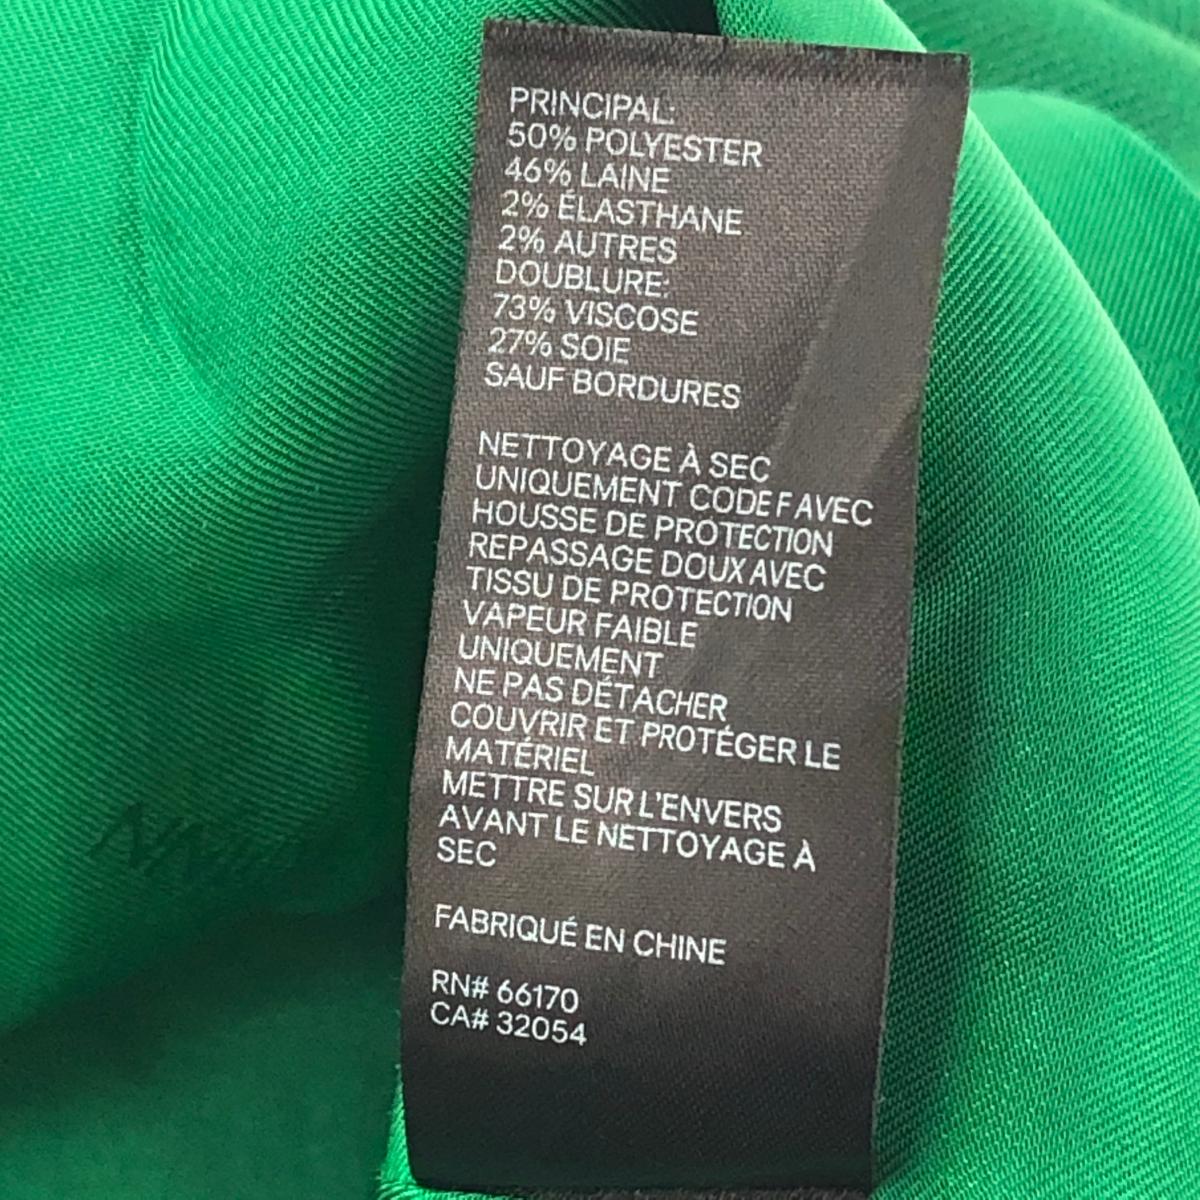 PRINCIPAL:
50% POLYESTER
46% LAINE
2% ÉLASTHANE
2% AUTRES
DOUBLURE:
73% VISCOSE
27% SOIE
SAUF BORDURES
NETTOYAGE À SEC
UNIQUEMENT CODE F AVEC
HOUSSE DE PROTECTION
REPASSAGE DOUX AVEC
TISSU DE PROTECTION
VAPEUR FAIBLE
UNIQUEMENT
NE PAS DÉTACHER
COUVRIR ET PROTÉGER LE
MATÉRIEL
METTRE SUR L'ENVERS
AVANT LE NETTOYAGE À
SEC
FABRIQUÉ EN CHINE
RN# 66170
CA# 32054